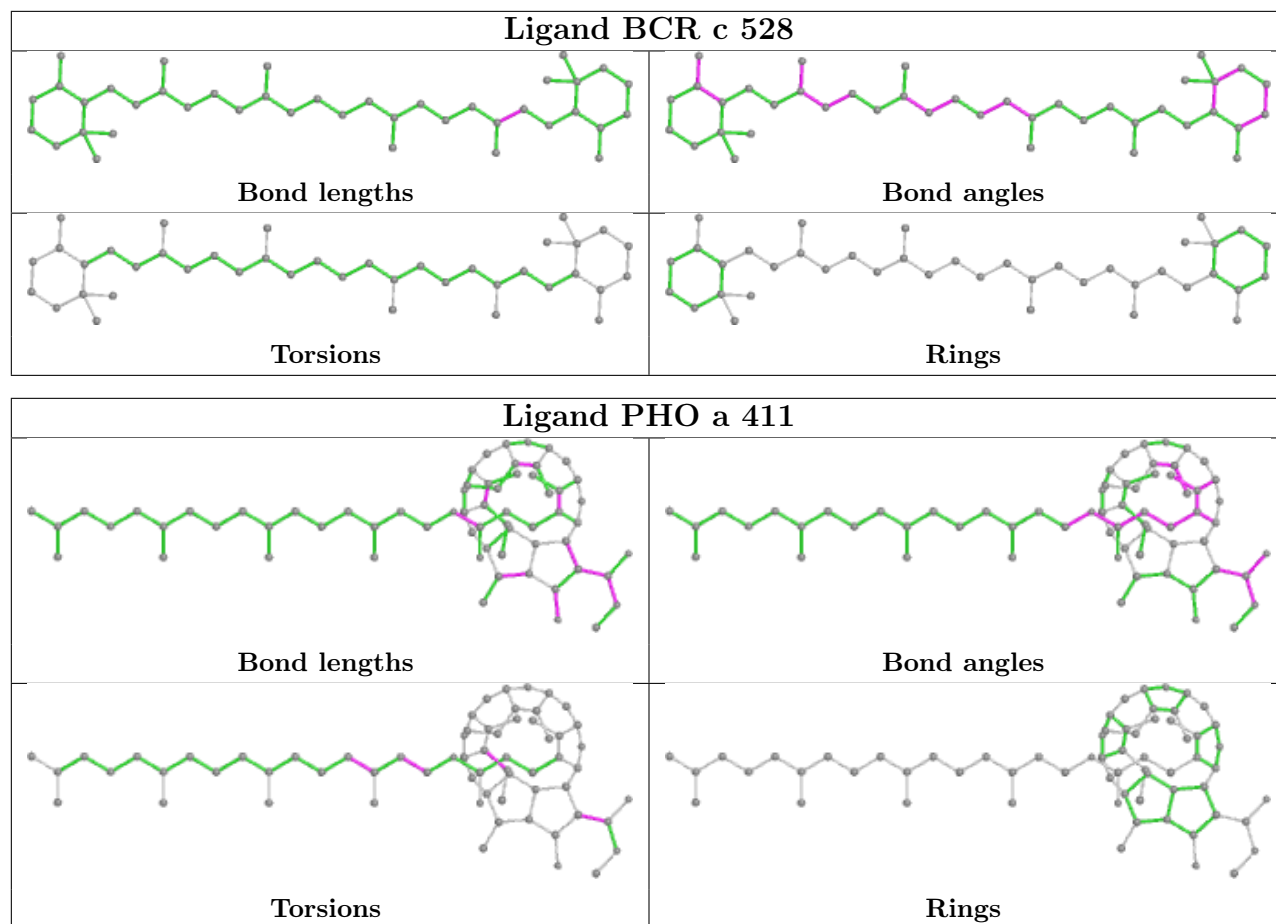 Ligand BCR c 528
Bond lengths
Bond angles
Torsions
Rings
Ligand PHO a 411
Bond lengths
Bond angles
Torsions
Rings